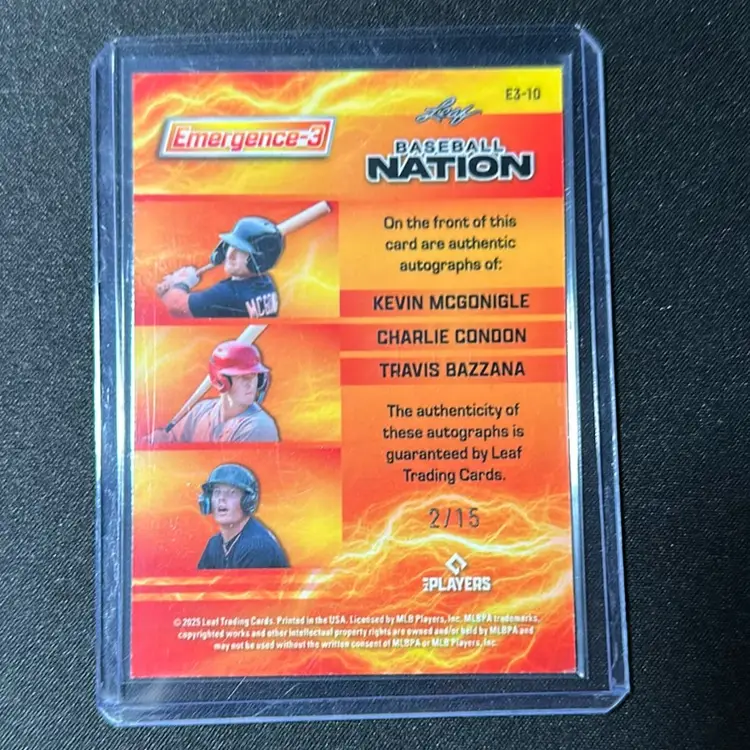 E3-10
Leaf
Emergence-3
BASEBALL
NATION
On the front of this
card are authentic
autographs of:
KEVIN MCGONIGLE
CHARLIE CONDON
TRAVIS BAZZANA
The authenticity of
these autographs is
guaranteed by Leaf
Trading Cards.
2/15
MLB PLAYERS
© 2025 Leaf Trading Cards. Printed in the USA. Licensed by MLB Players, Inc. MLBPA trademarks,
copyrighted works and other intellectual property rights are owned and/or held by MLBPA and
may not be used without the written consent of MLBPA or MLB Players, Inc.